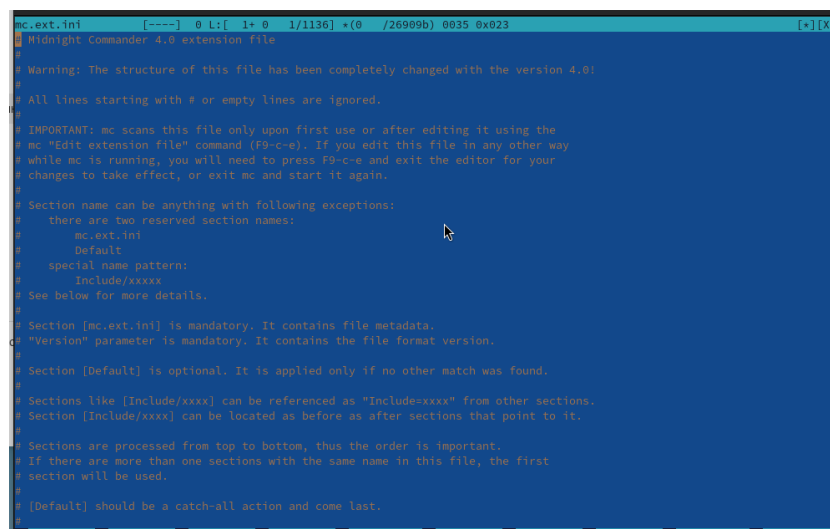 mc.ext.ini [----] 0 L:[ 1+ 0 1/1136] *(0 /26909b) 0035 0x023 [*][X
# Midnight Commander 4.0 extension file
#
# Warning: The structure of this file has been completely changed with the version 4.0!
#
# All lines starting with # or empty lines are ignored.
#
# IMPORTANT: mc scans this file only upon first use or after editing it using the
# mc "Edit extension file" command (F9-c-e). If you edit this file in any other way
# while mc is running, you will need to press F9-c-e and exit the editor for your
# changes to take effect, or exit mc and start it again.
#
# Section name can be anything with following exceptions:
# there are two reserved section names:
# mc.ext.ini
# Default
# special name pattern:
# Include/xxxxx
# See below for more details.
#
# Section [mc.ext.ini] is mandatory. It contains file metadata.
# "Version" parameter is mandatory. It contains the file format version.
#
# Section [Default] is optional. It is applied only if no other match was found.
#
# Sections like [Include/xxxx] can be referenced as "Include=xxxx" from other sections.
# Section [Include/xxxx] can be located as before as after sections that point to it.
#
# Sections are processed from top to bottom, thus the order is important.
# If there are more than one sections with the same name in this file, the first
# section will be used.
#
# [Default] should be a catch-all action and come last.
#